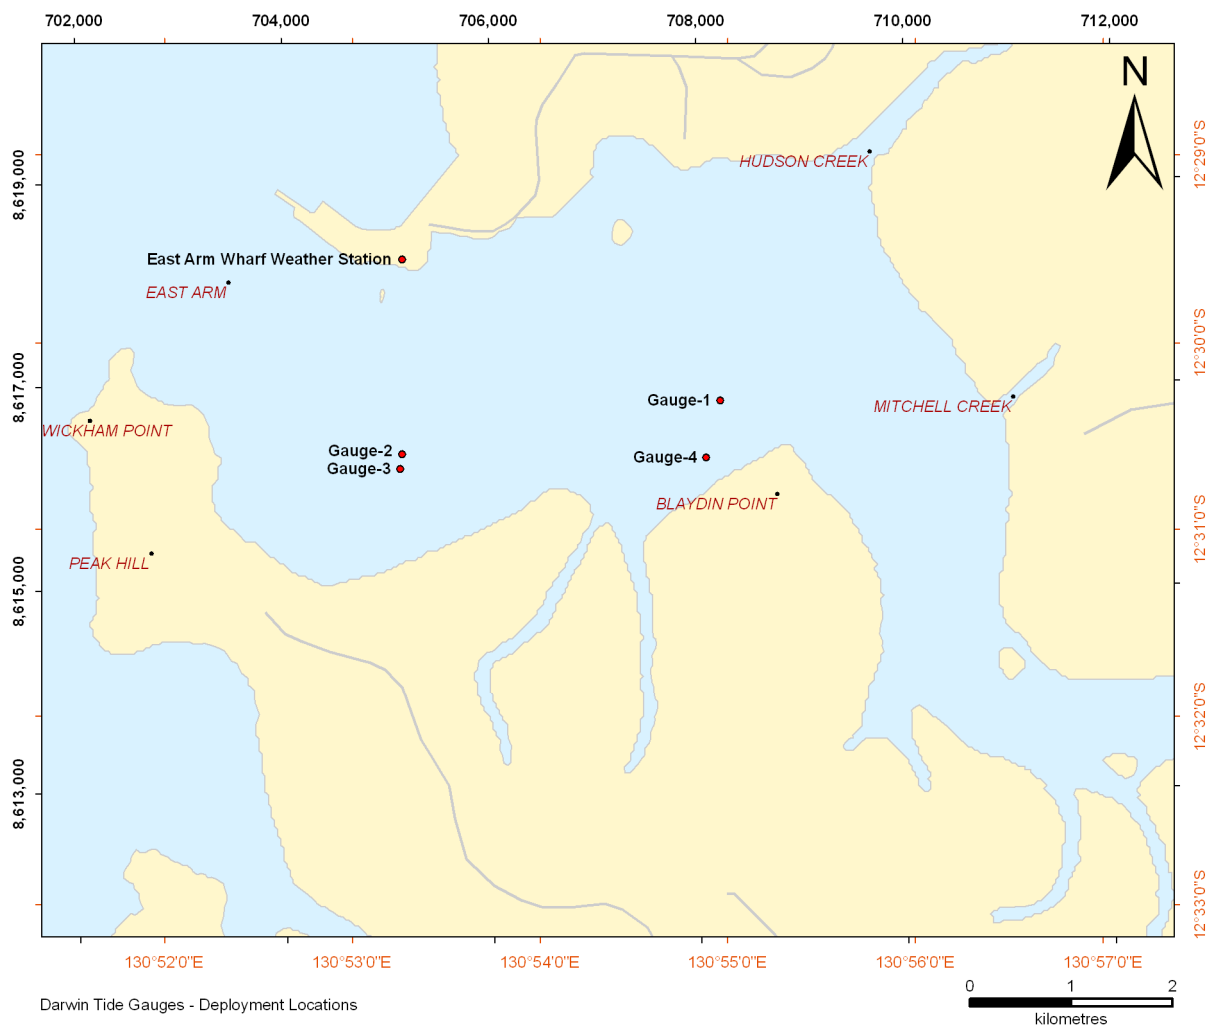 702,000 704,000 706,000 708,000 710,000 712,000
N
12°29'0"S
HUDSON CREEK
8,619,000
East Arm Wharf Weather Station
EAST ARM
12°30'0"S
8,617,000
Gauge-1
MITCHELL CREEK
WICKHAM POINT
Gauge-2
Gauge-4
Gauge-3
BLAYDIN POINT
12°31'0"S
PEAK HILL
8,615,000
12°32'0"S
8,613,000
12°33'0"S
130°52'0"E 130°53'0"E 130°54'0"E 130°55'0"E 130°56'0"E 130°57'0"E
0 1 2
Darwin Tide Gauges - Deployment Locations
kilometres